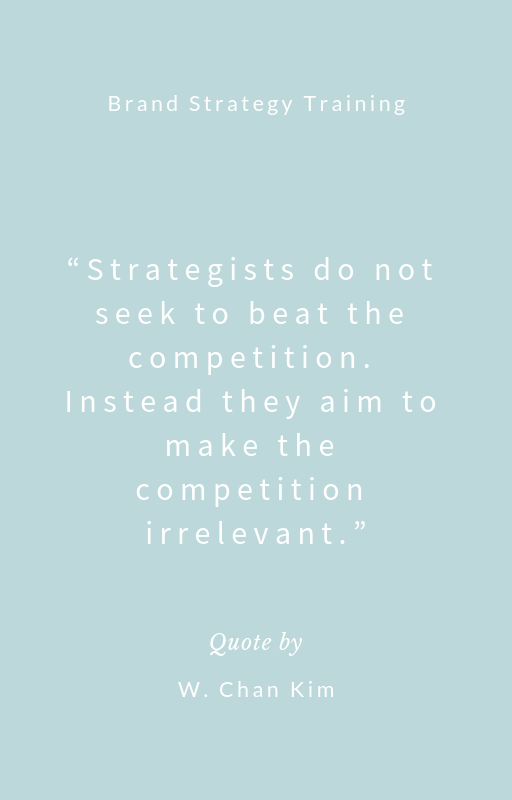 Brand Strategy Training
“Strategists do not
seek to beat the
competition.
Instead they aim to
make the
competition
irrelevant.”
Quote by
W. Chan Kim